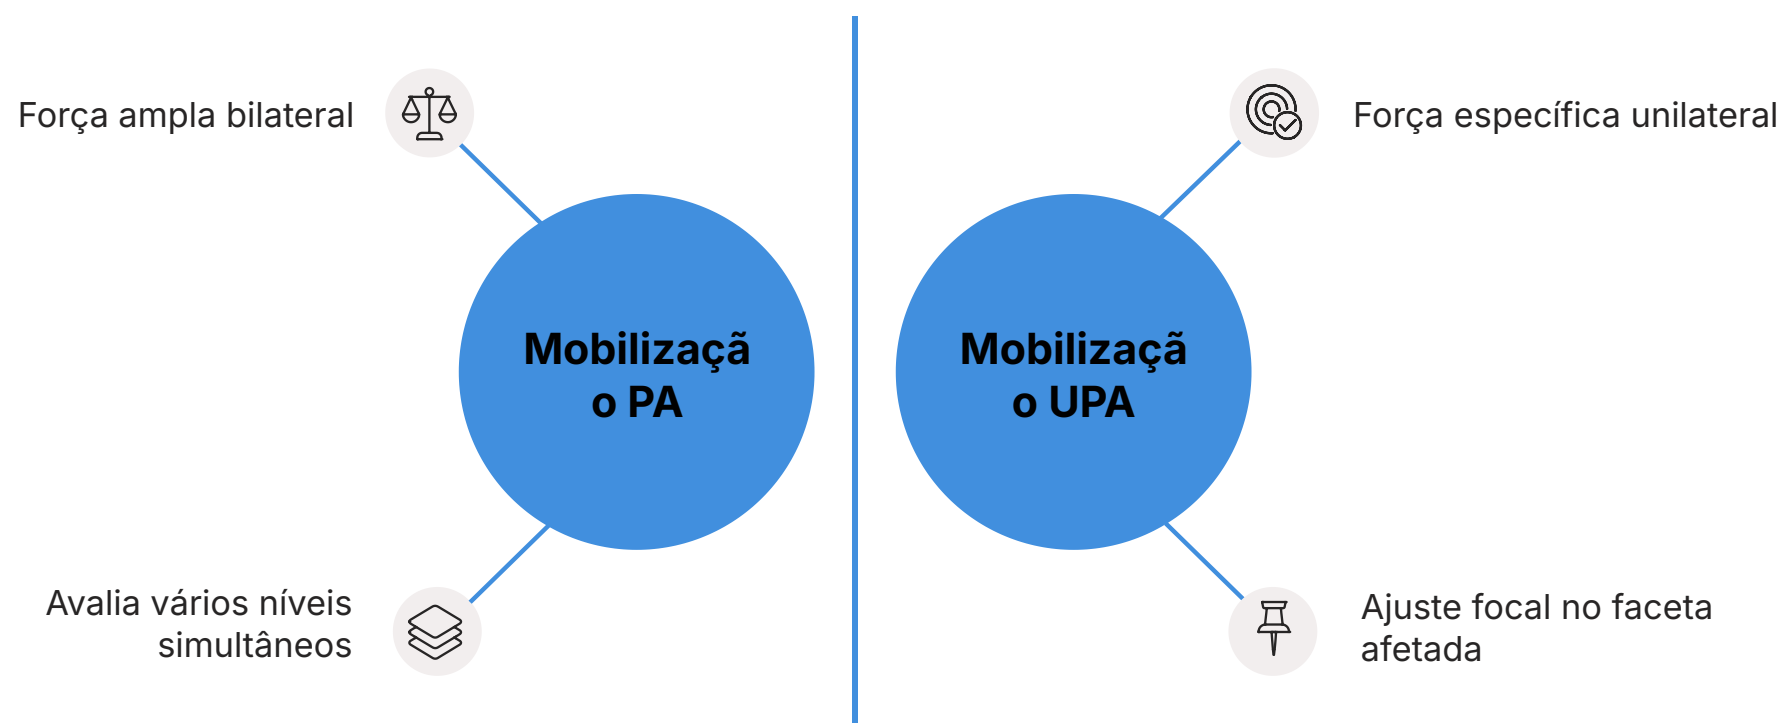 Força ampla bilateral
Mobilizaçã
o PA
Avalia vários níveis
simultâneos
Força específica unilateral
Mobilizaçã
o UPA
Ajuste focal no faceta
afetada